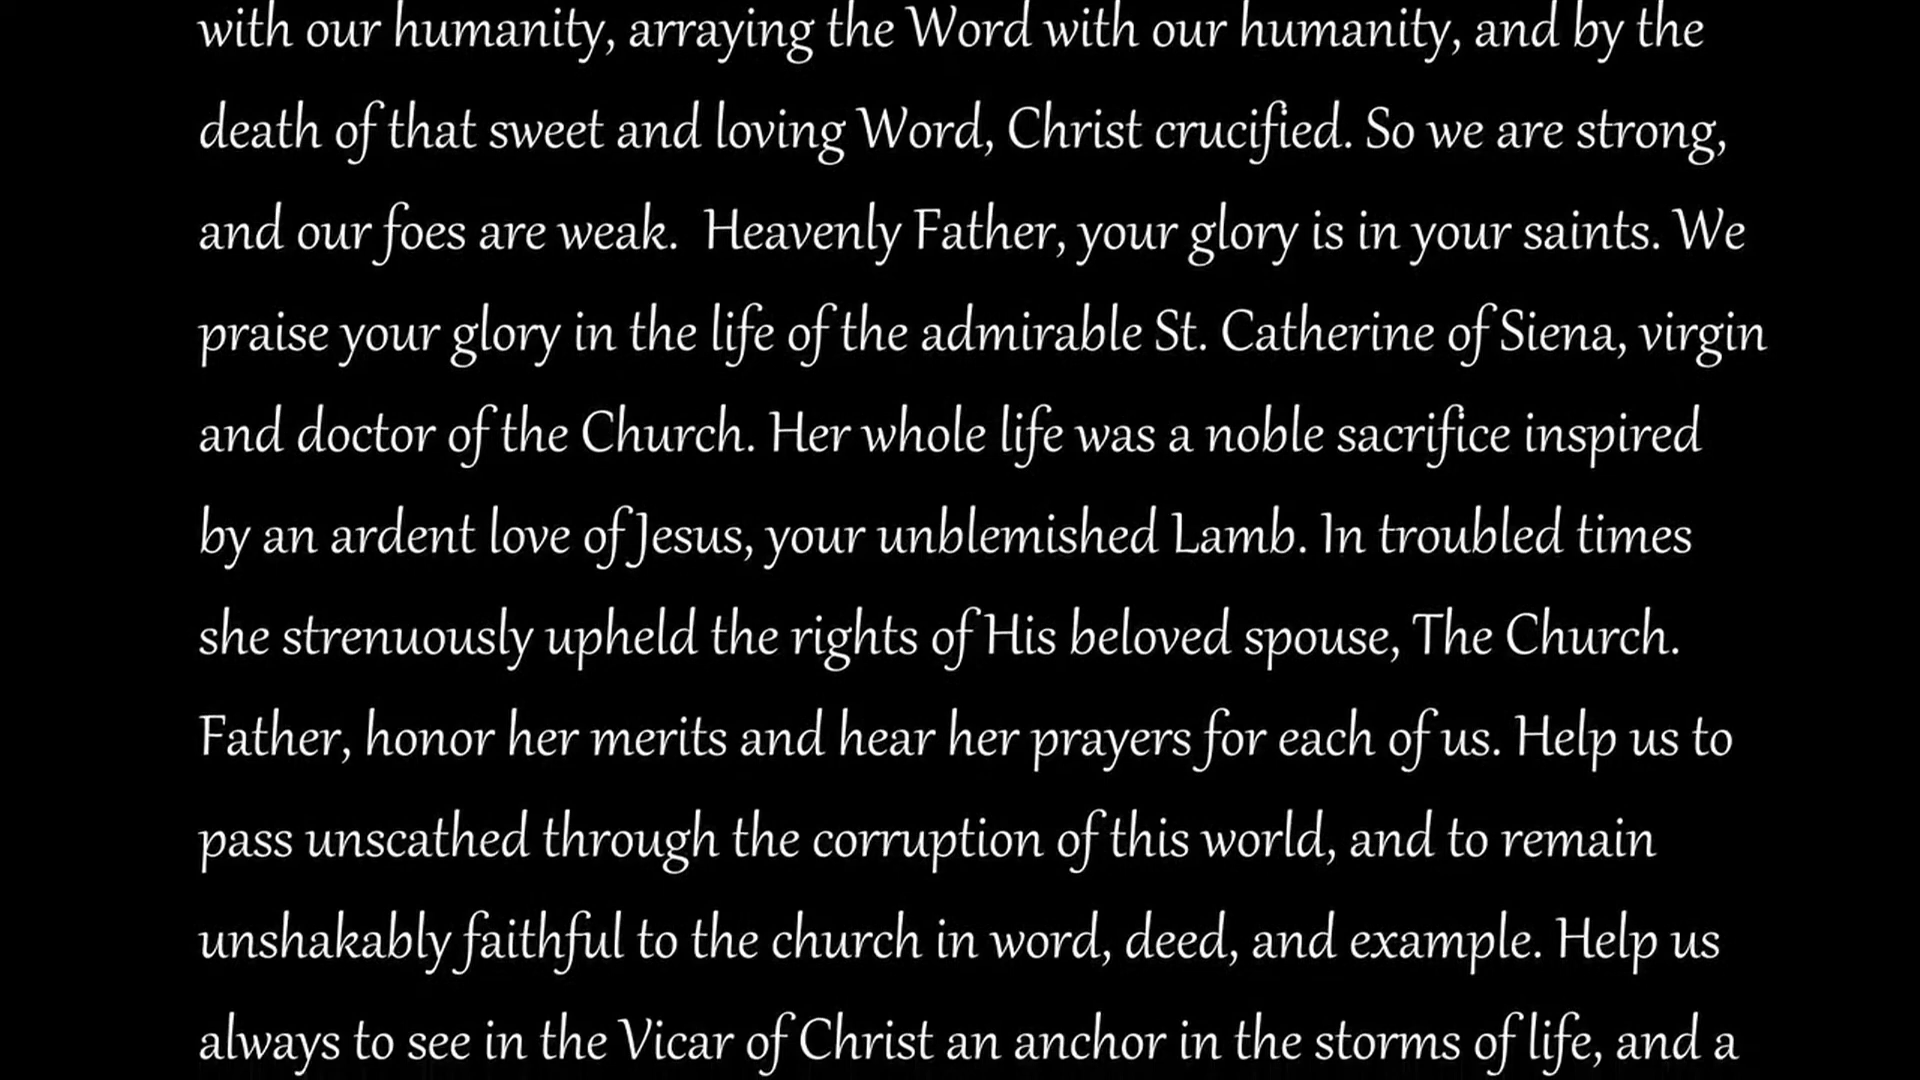 with our humanity, arraying the Word with our humanity, and by the
death of that sweet and loving Word, Christ crucified. So we are strong,
and our foes are weak.  Heavenly Father, your glory is in your saints. We
praise your glory in the life of the admirable St. Catherine of Siena, virgin
and doctor of the Church. Her whole life was a noble sacrifice inspired
by an ardent love of Jesus, your unblemished Lamb. In troubled times
she strenuously upheld the rights of His beloved spouse, The Church.
Father, honor her merits and hear her prayers for each of us. Help us to
pass unscathed through the corruption of this world, and to remain
unshakably faithful to the church in word, deed, and example. Help us
always to see in the Vicar of Christ an anchor in the storms of life, and a